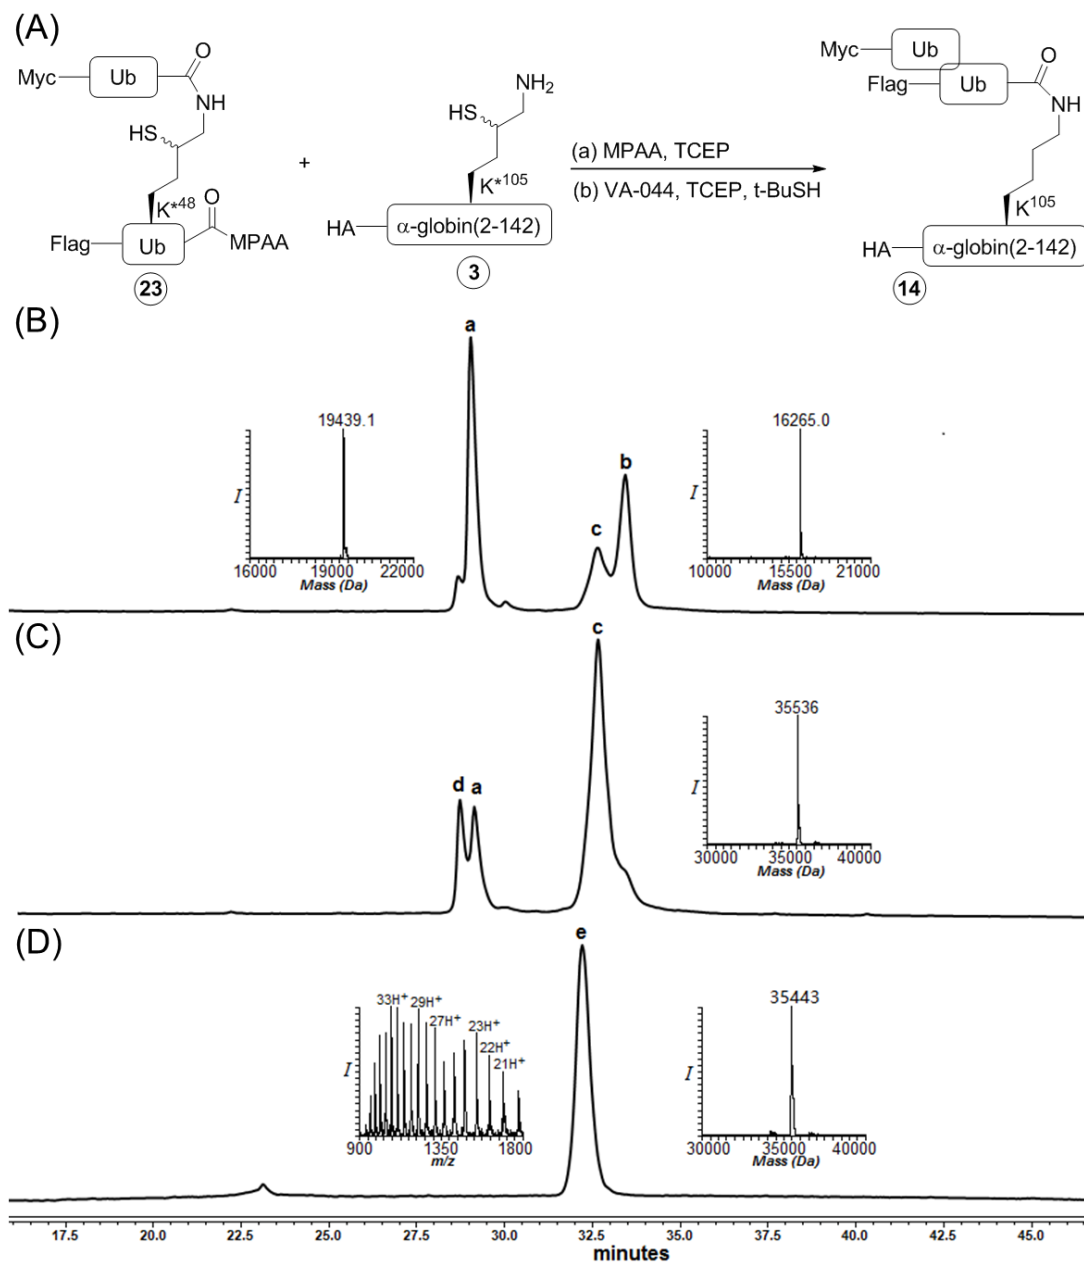 (A)
Myc
Ub
O
NH
HS
K*48
O
Flag
Ub
MPAA
23
+
NH2
HS
K*105
HA
α-globin(2-142)
3
(a) MPAA, TCEP
(b) VA-044, TCEP, t-BuSH
Myc
Ub
Flag
Ub
O
NH
K105
HA
α-globin(2-142)
14
(B)
a
19439.1
I
16000 19000 22000
Mass (Da)
c
b
16265.0
I
10000 15500 21000
Mass (Da)
(C)
d a
c
35536
I
30000 35000 40000
Mass (Da)
(D)
e
33H+ 29H+
27H+ 23H+
22H+
21H+
I
900 1350 1800
m/z
35443
I
30000 35000 40000
Mass (Da)
17.5 20.0 22.5 25.0 27.5 30.0 32.5 35.0 37.5 40.0 42.5 45.0
minutes